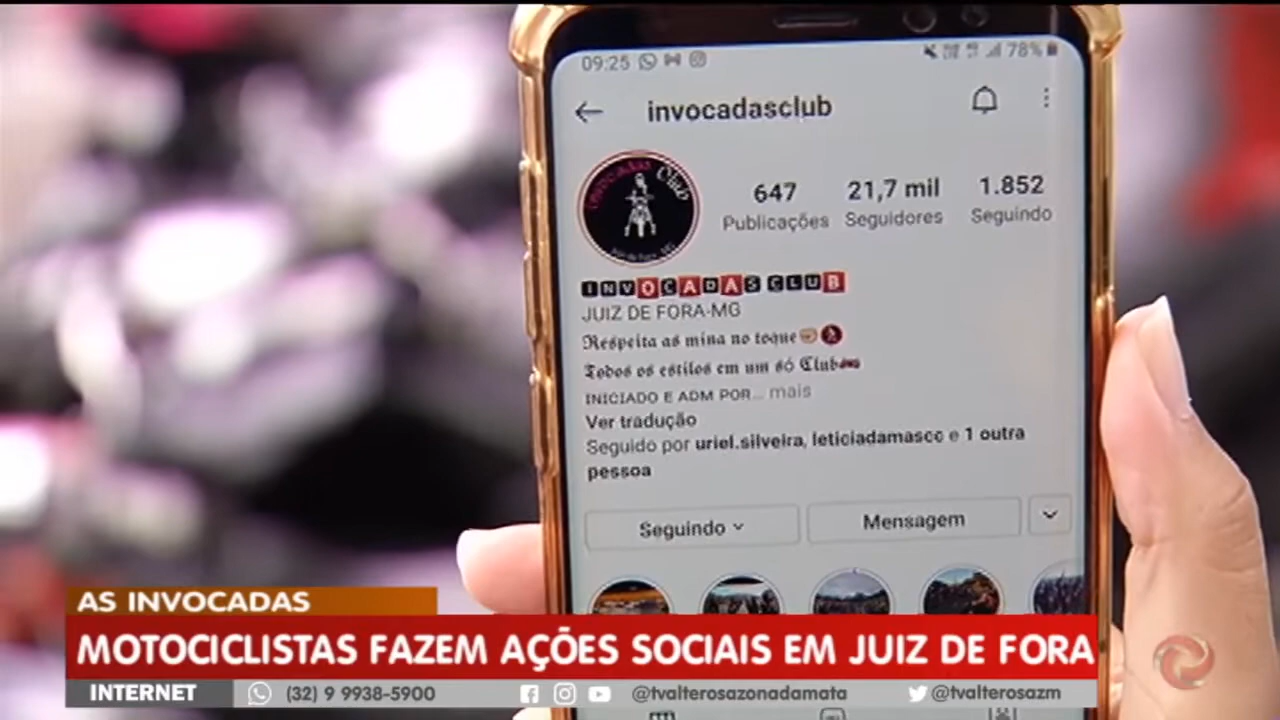 09:25
78%
invocadasclub
INVOCADAS Club
647
21,7 mil
1.852
Publicações
Seguidores
Seguindo
INVOCADAS CLUB
JUIZ DE FORA-MG
Respeita as mina no toque
Todos os estilos em um só Club
INICIADO E ADM POR... mais
Ver tradução
Seguido por uriel.silveira, leticiadamasco e 1 outra
pessoa
Seguindo
Mensagem
AS INVOCADAS
MOTOCICLISTAS FAZEM AÇÕES SOCIAIS EM JUIZ DE FORA
INTERNET
(32) 9 9938-5900
@tvalterosazonadamata
@tvalterosazm